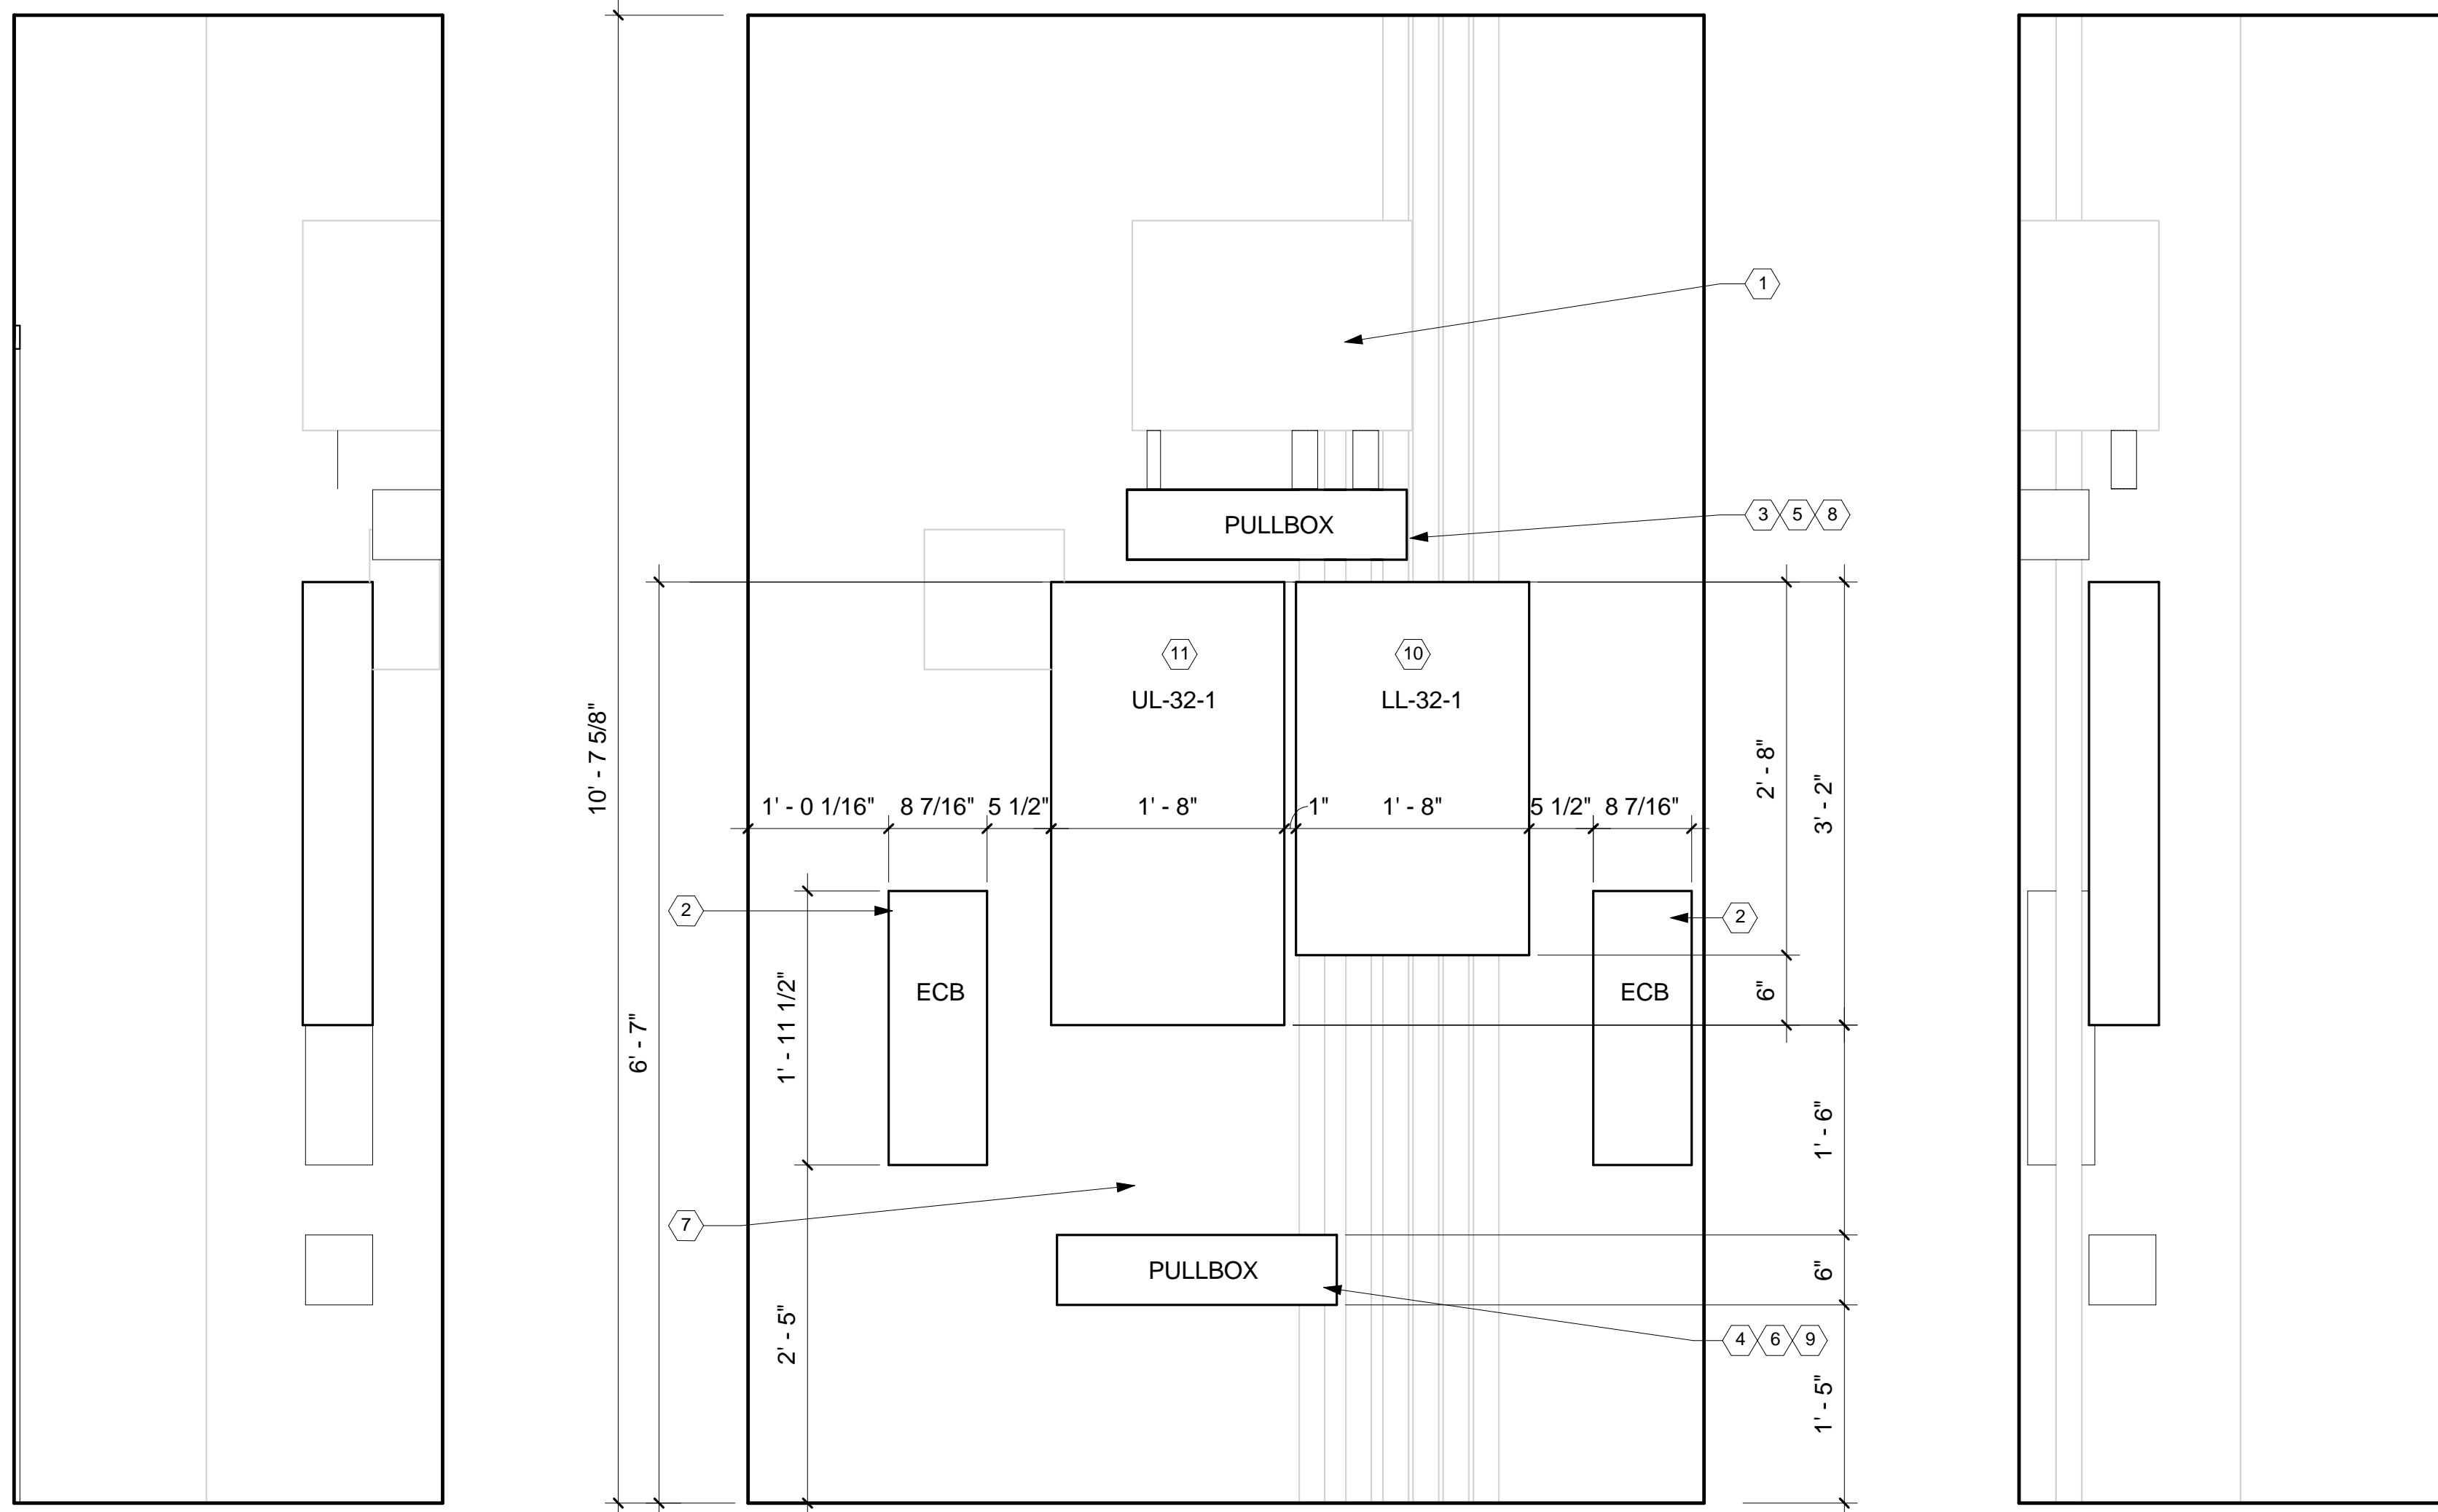 1
PULLBOX
3 5 8
11
10
UL-32-1
LL-32-1
10' - 7 5/8"
2' - 8"
3' - 2"
1' - 0 1/16"
8 7/16"
5 1/2"
1' - 8"
1"
1' - 8"
5 1/2"
8 7/16"
2
2
ECB
ECB
1' - 11 1/2"
6"
6' - 7"
1' - 6"
7
PULLBOX
6"
2' - 5"
4 6 9
1' - 5"